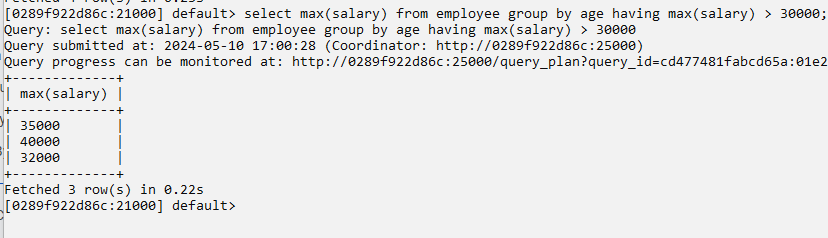 [0289f922d86c:21000] default> select max(salary) from employee group by age having max(salary) > 30000;
Query: select max(salary) from employee group by age having max(salary) > 30000
Query submitted at: 2024-05-10 17:00:28 (Coordinator: http://0289f922d86c:25000)
Query progress can be monitored at: http://0289f922d86c:25000/query_plan?query_id=cd477481fabcd65a:01e2
+-------------+
| max(salary) |
+-------------+
| 35000       |
| 40000       |
| 32000       |
+-------------+
Fetched 3 row(s) in 0.22s
[0289f922d86c:21000] default>